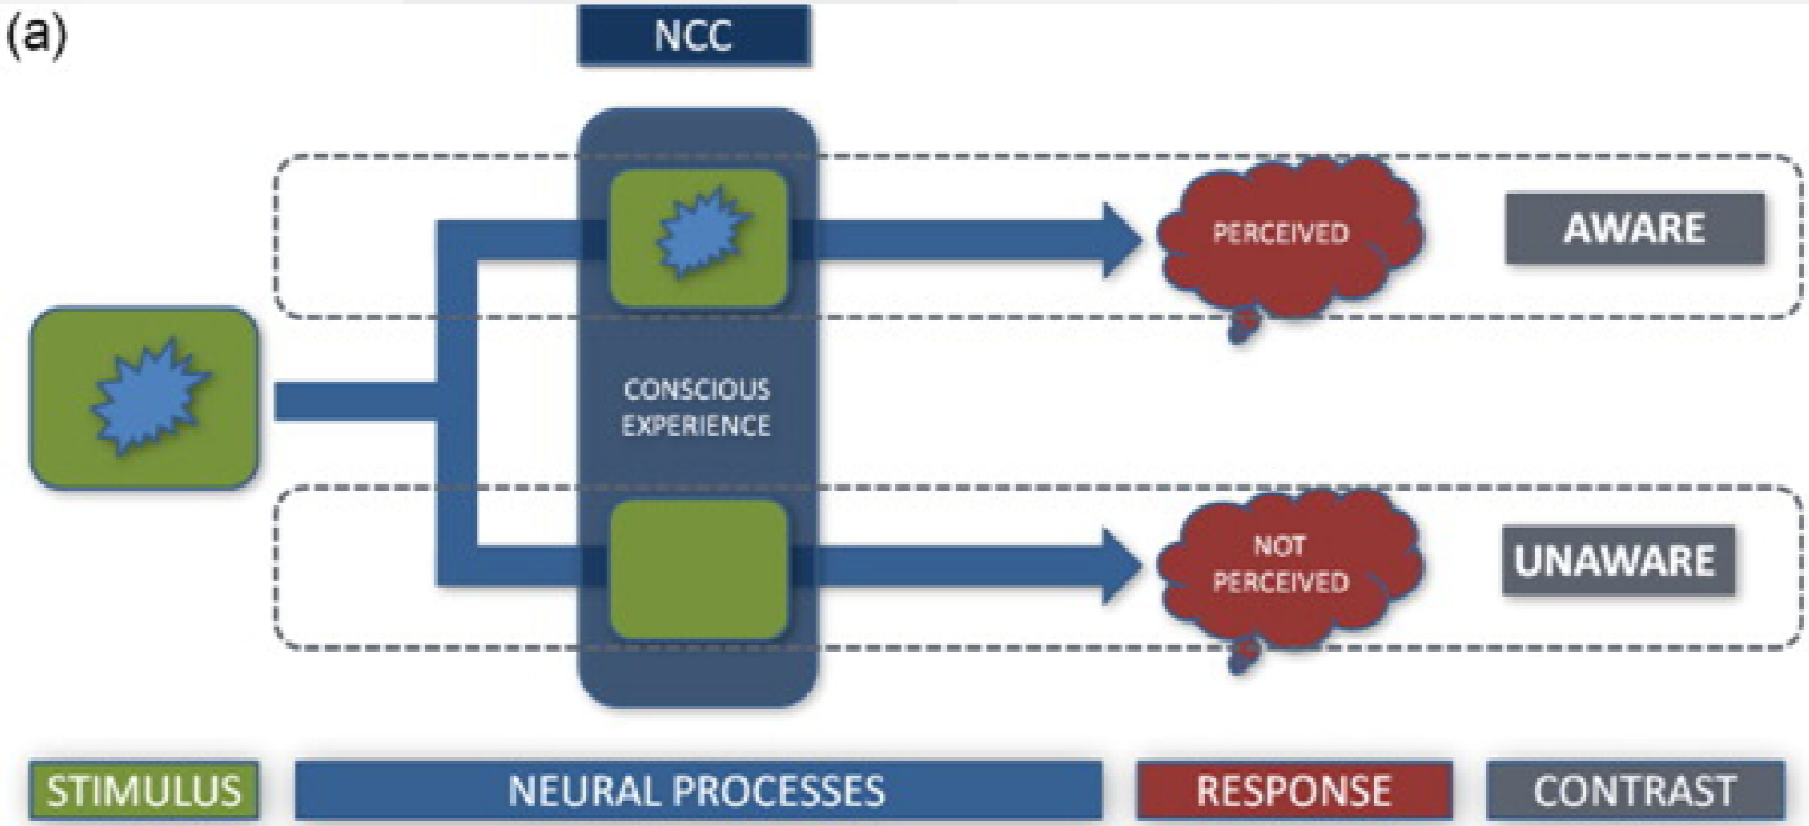 (a)
NCC
PERCEIVED
AWARE
CONSCIOUS
EXPERIENCE
NOT
PERCEIVED
UNAWARE
STIMULUS
NEURAL PROCESSES
RESPONSE
CONTRAST